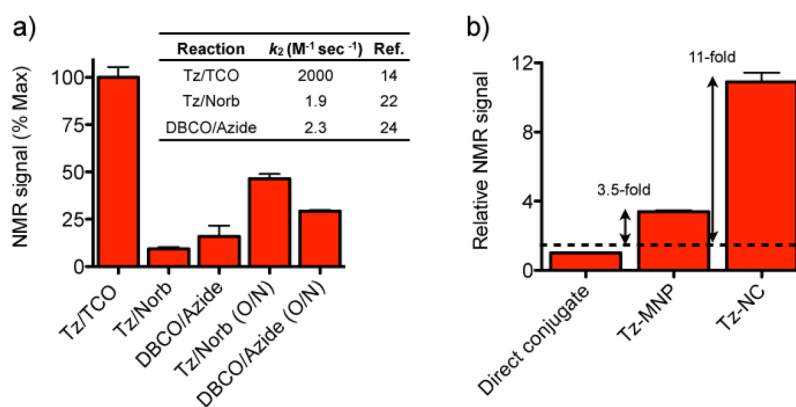 a)
Reaction k₂ (M⁻¹ sec ⁻¹) Ref.
Tz/TCO 2000 14
Tz/Norb 1.9 22
DBCO/Azide 2.3 24
NMR signal (% Max)
100
75
50
25
0
Tz/TCO
Tz/Norb
DBCO/Azide
Tz/Norb (O/N)
DBCO/Azide (O/N)
b)
11-fold
3.5-fold
Relative NMR signal
12
8
4
0
Direct conjugate
Tz-MNP
Tz-NC